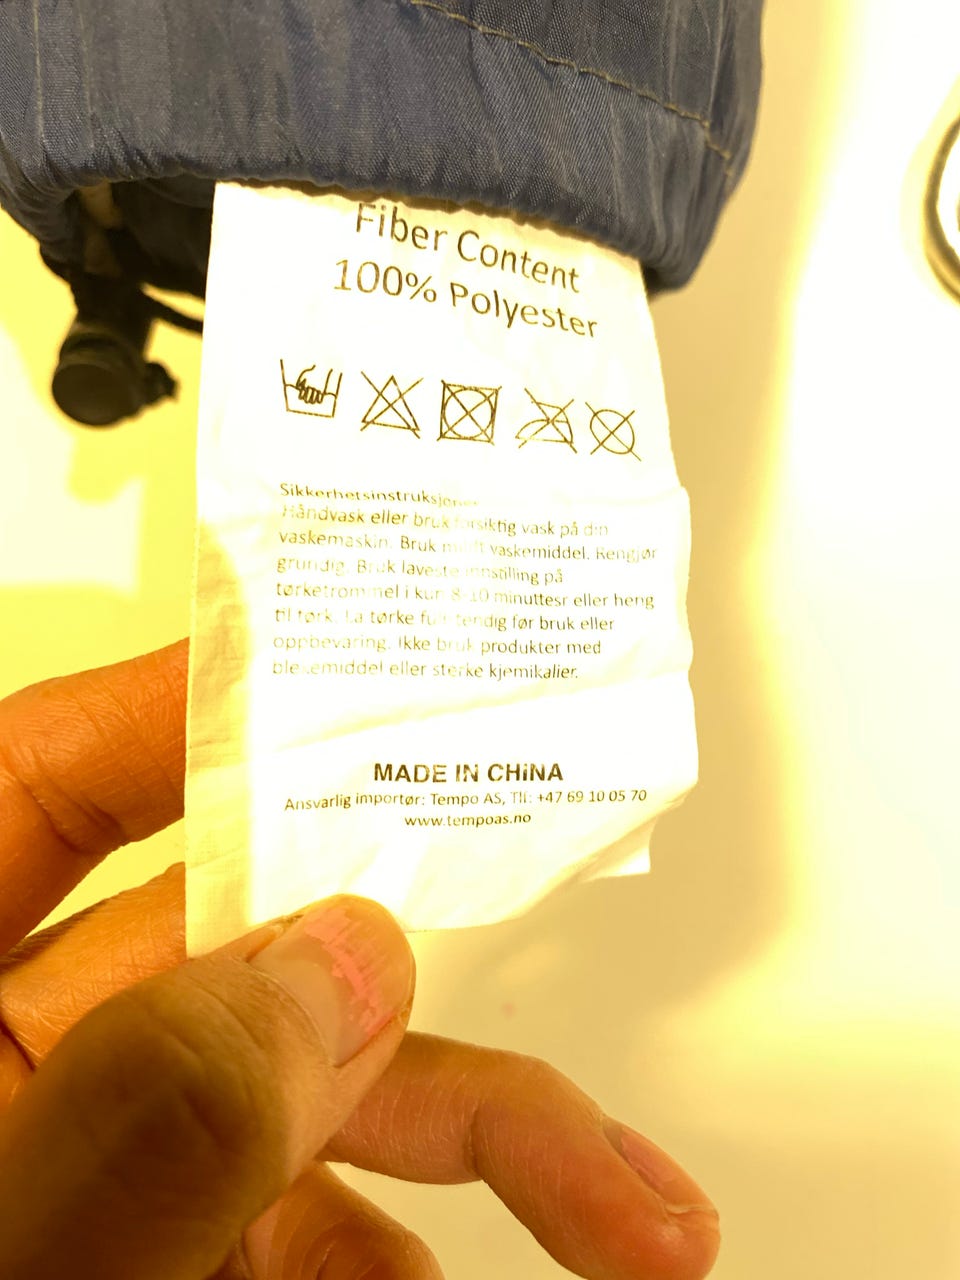 Fiber Content
100% Polyester
Sikkerhetsinstruksjoner
Håndvask eller bruk forsiktig vask på din
vaskemaskin. Bruk mildt vaskemiddel. Rengjør
grundig. Bruk laveste innstilling på
tørketrommel i kun 8-10 minuttesr eller heng
til tørk. La tørke fullstendig før bruk eller
oppbevaring. Ikke bruk produkter med
blekemiddel eller sterke kjemikalier.
MADE IN CHiNA
Ansvarlig importør: Tempo AS, Tlf: +47 69 10 05 70
www.tempoas.no